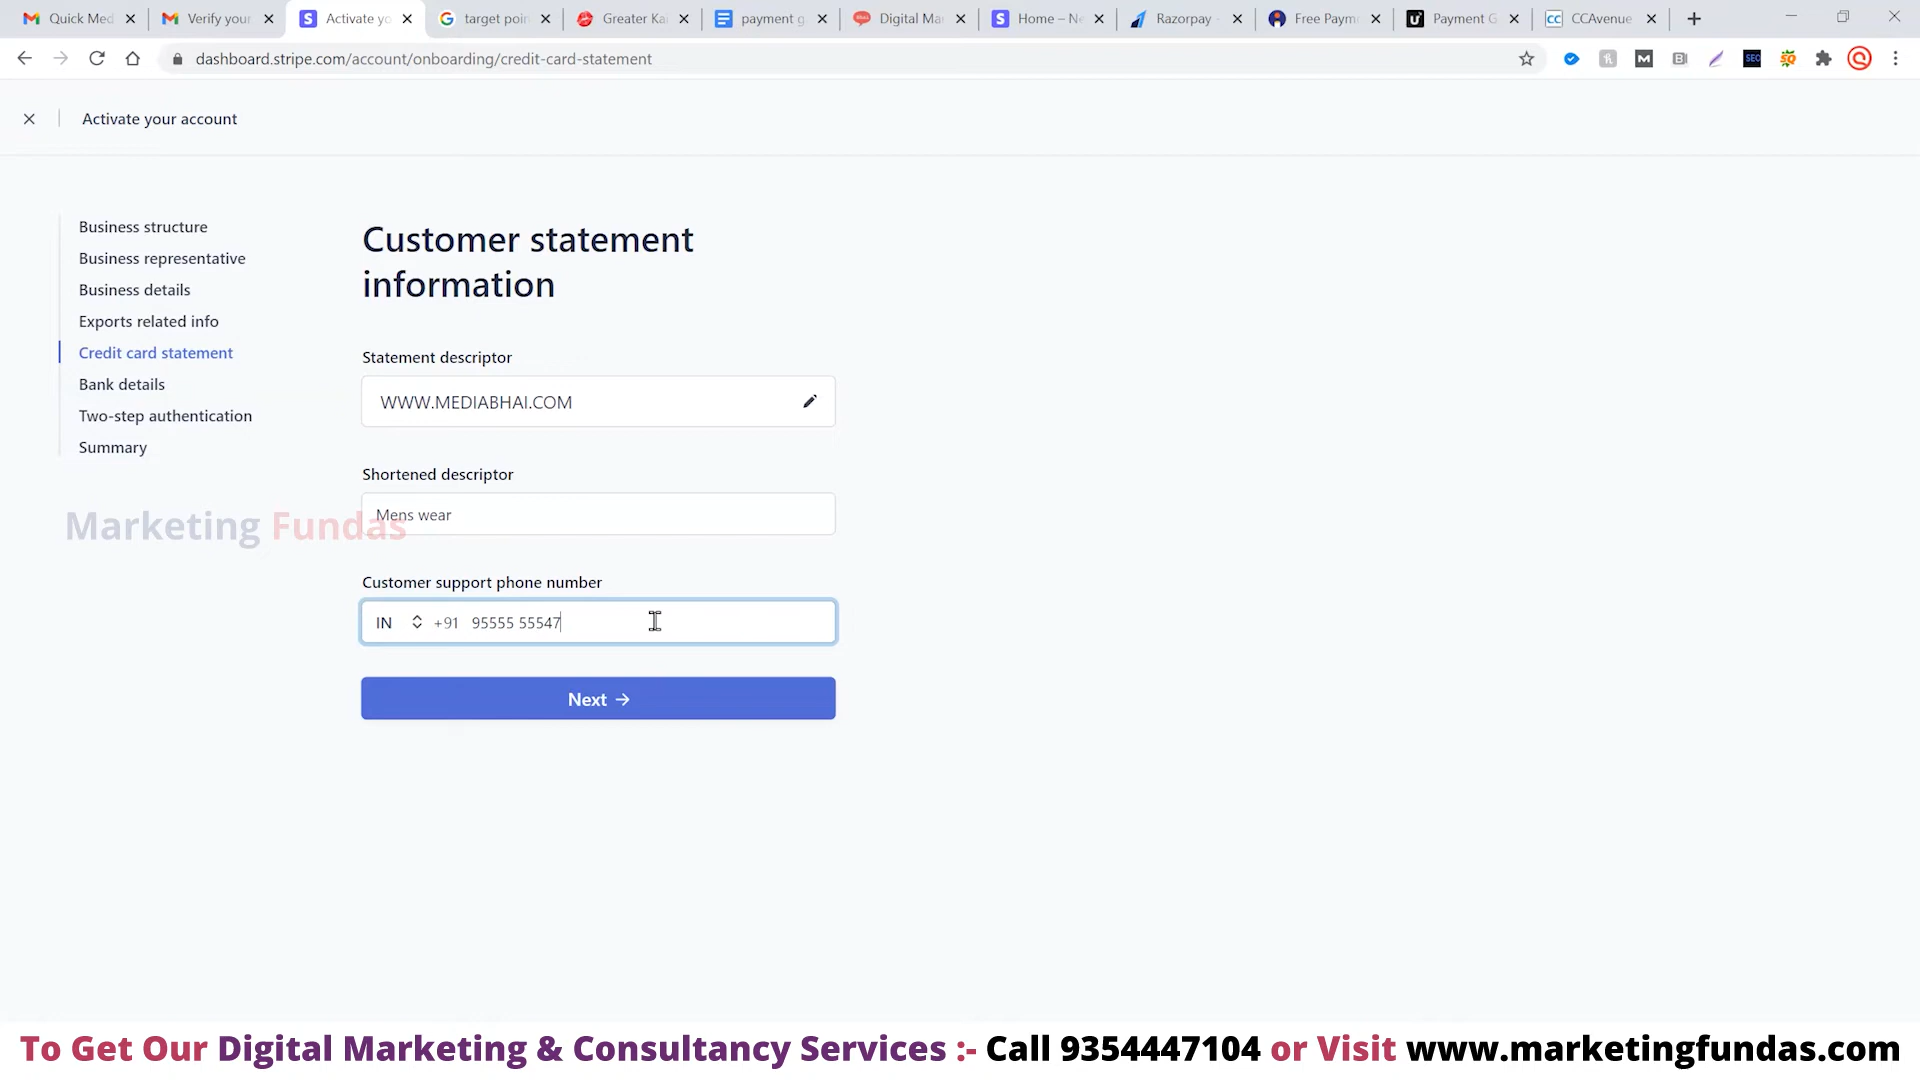 Quick Med
Verify your
Activate yo
target poin
Greater Kai
payment g
Digital Mar
Home – Ne
Razorpay -
Free Payme
Payment G
CCAvenue
dashboard.stripe.com/account/onboarding/credit-card-statement
Activate your account
Business structure
Business representative
Business details
Exports related info
Credit card statement
Bank details
Two-step authentication
Summary
Customer statement
information
Statement descriptor
WWW.MEDIABHAI.COM
Shortened descriptor
Mens wear
Marketing Fundas
Customer support phone number
IN +91 95555 55547
Next →
To Get Our Digital Marketing & Consultancy Services :- Call 9354447104 or Visit www.marketingfundas.com